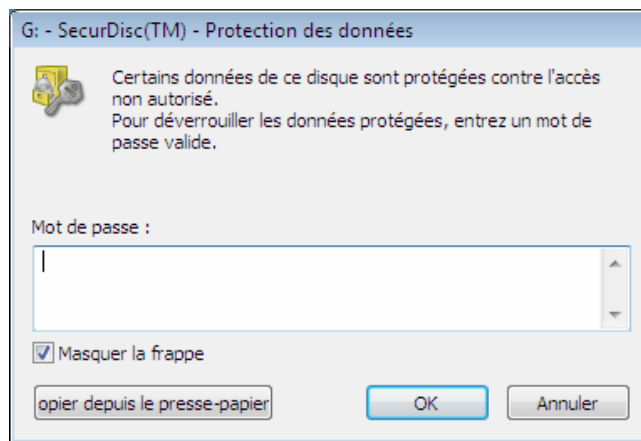 G: - SecurDisc(TM) - Protection des données
Certains données de ce disque sont protégées contre l'accès
non autorisé.
Pour déverrouiller les données protégées, entrez un mot de
passe valide.
Mot de passe :
Masquer la frappe
opier depuis le presse-papier
OK
Annuler